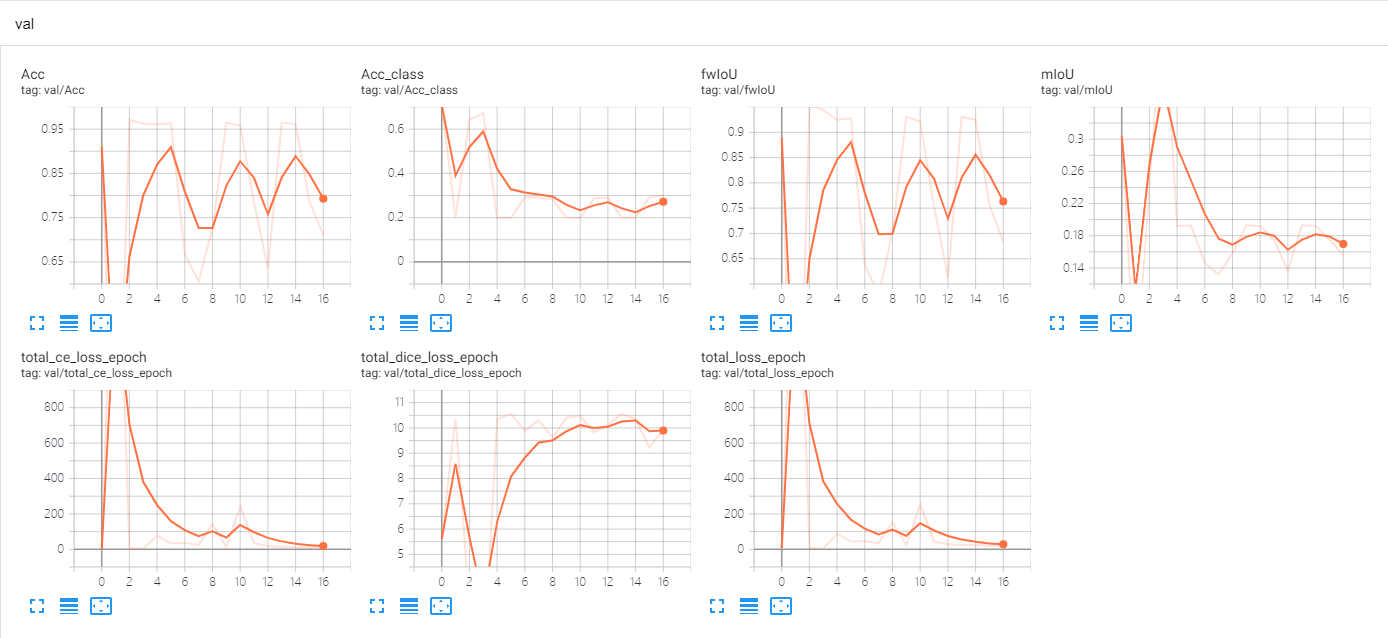 val
Acc
tag: val/Acc
0.95
0.85
0.75
0.65
0 2 4 6 8 10 12 14 16
Acc_class
tag: val/Acc_class
0.6
0.4
0.2
0
0 2 4 6 8 10 12 14 16
fwIoU
tag: val/fwIoU
0.9
0.85
0.8
0.75
0.7
0.65
0 2 4 6 8 10 12 14 16
mIoU
tag: val/mIoU
0.3
0.26
0.22
0.18
0.14
0 2 4 6 8 10 12 14 16
total_ce_loss_epoch
tag: val/total_ce_loss_epoch
800
600
400
200
0
0 2 4 6 8 10 12 14 16
total_dice_loss_epoch
tag: val/total_dice_loss_epoch
11
10
9
8
7
6
5
0 2 4 6 8 10 12 14 16
total_loss_epoch
tag: val/total_loss_epoch
800
600
400
200
0
0 2 4 6 8 10 12 14 16